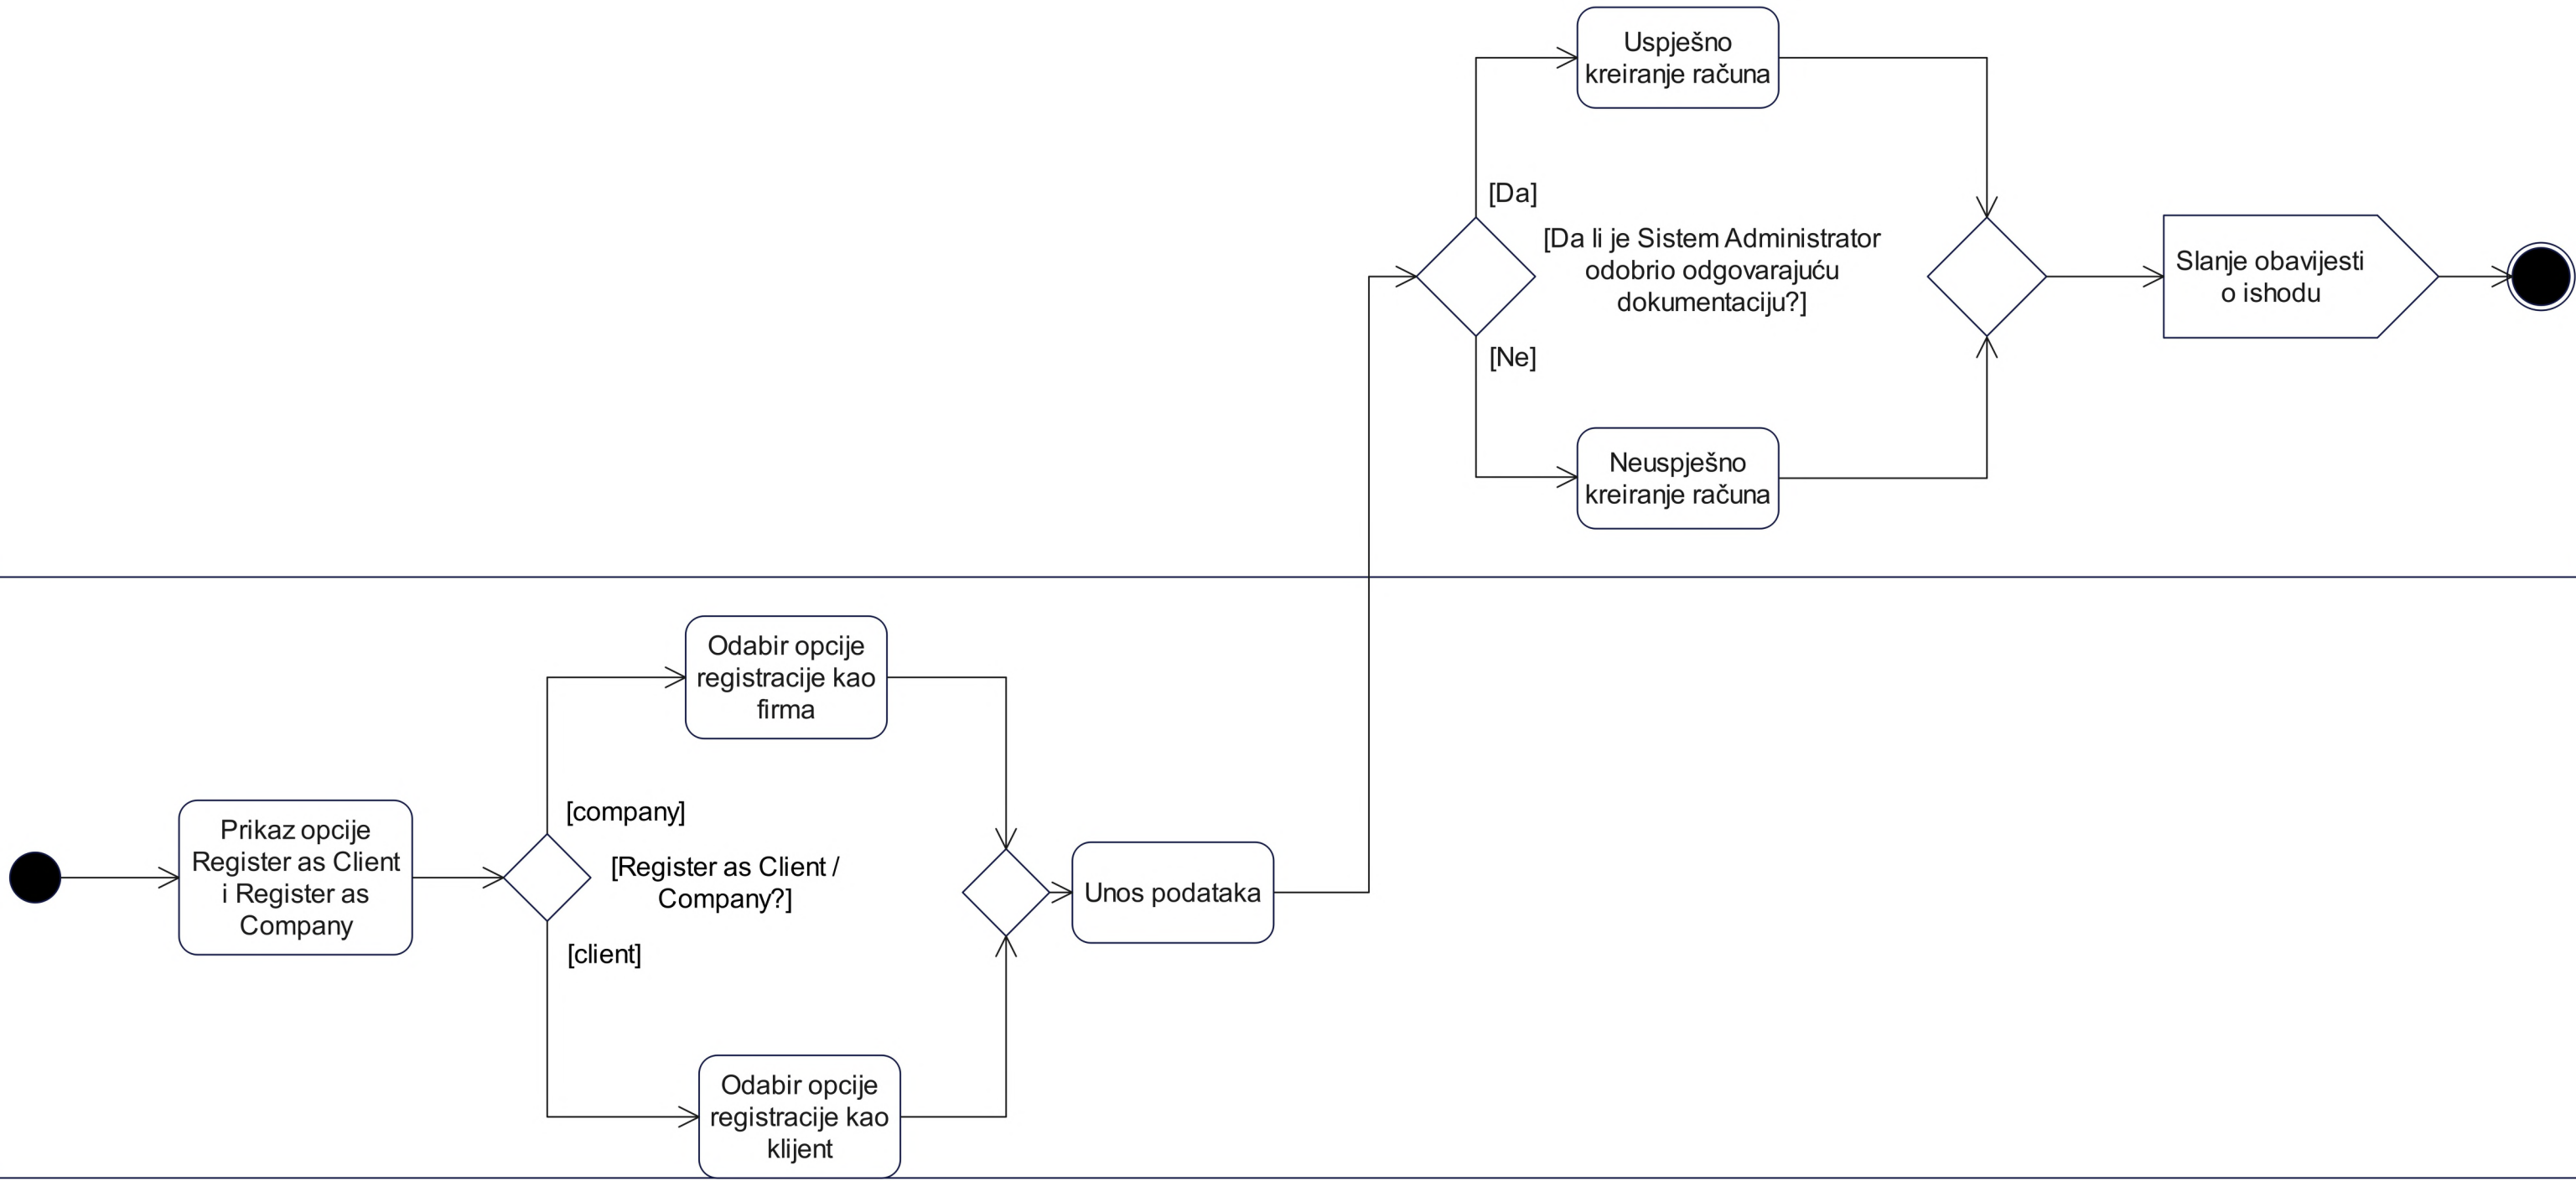 Uspješno
kreiranje računa
[Da]
[Da li je Sistem Administrator
odobrio odgovarajuću
dokumentaciju?]
Slanje obavijesti
o ishodu
[Ne]
Neuspješno
kreiranje računa
Odabir opcije
registracije kao
firma
[company]
Prikaz opcije
Register as Client
i Register as
Company
[Register as Client /
Company?]
Unos podataka
[client]
Odabir opcije
registracije kao
klijent